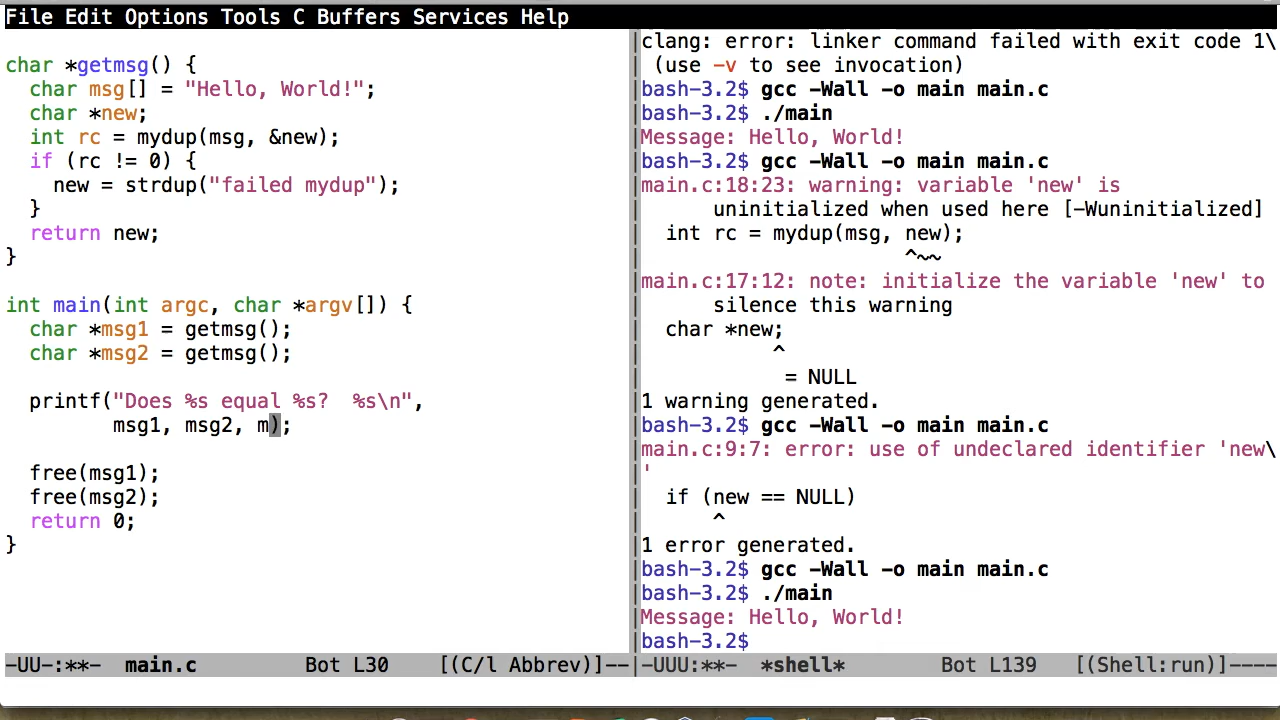 File Edit Options Tools C Buffers Services Help
char *getmsg() {
  char msg[] = "Hello, World!";
  char *new;
  int rc = mydup(msg, &new);
  if (rc != 0) {
    new = strdup("failed mydup");
  }
  return new;
}
int main(int argc, char *argv[]) {
  char *msg1 = getmsg();
  char *msg2 = getmsg();
  printf("Does %s equal %s?  %s\n",
         msg1, msg2, m);
  free(msg1);
  free(msg2);
  return 0;
}
-UU-:**-  main.c         Bot L30    [(C/l Abbrev)]--
clang: error: linker command failed with exit code 1\
 (use -v to see invocation)
bash-3.2$ gcc -Wall -o main main.c
bash-3.2$ ./main
Message: Hello, World!
bash-3.2$ gcc -Wall -o main main.c
main.c:18:23: warning: variable 'new' is
      uninitialized when used here [-Wuninitialized]
  int rc = mydup(msg, new);
                      ^~~
main.c:17:12: note: initialize the variable 'new' to
      silence this warning
  char *new;
           ^
            = NULL
1 warning generated.
bash-3.2$ gcc -Wall -o main main.c
main.c:9:7: error: use of undeclared identifier 'new\
'
  if (new == NULL)
      ^
1 error generated.
bash-3.2$ gcc -Wall -o main main.c
bash-3.2$ ./main
Message: Hello, World!
bash-3.2$
-UUU:**-  *shell*        Bot L139   [(Shell:run)]----